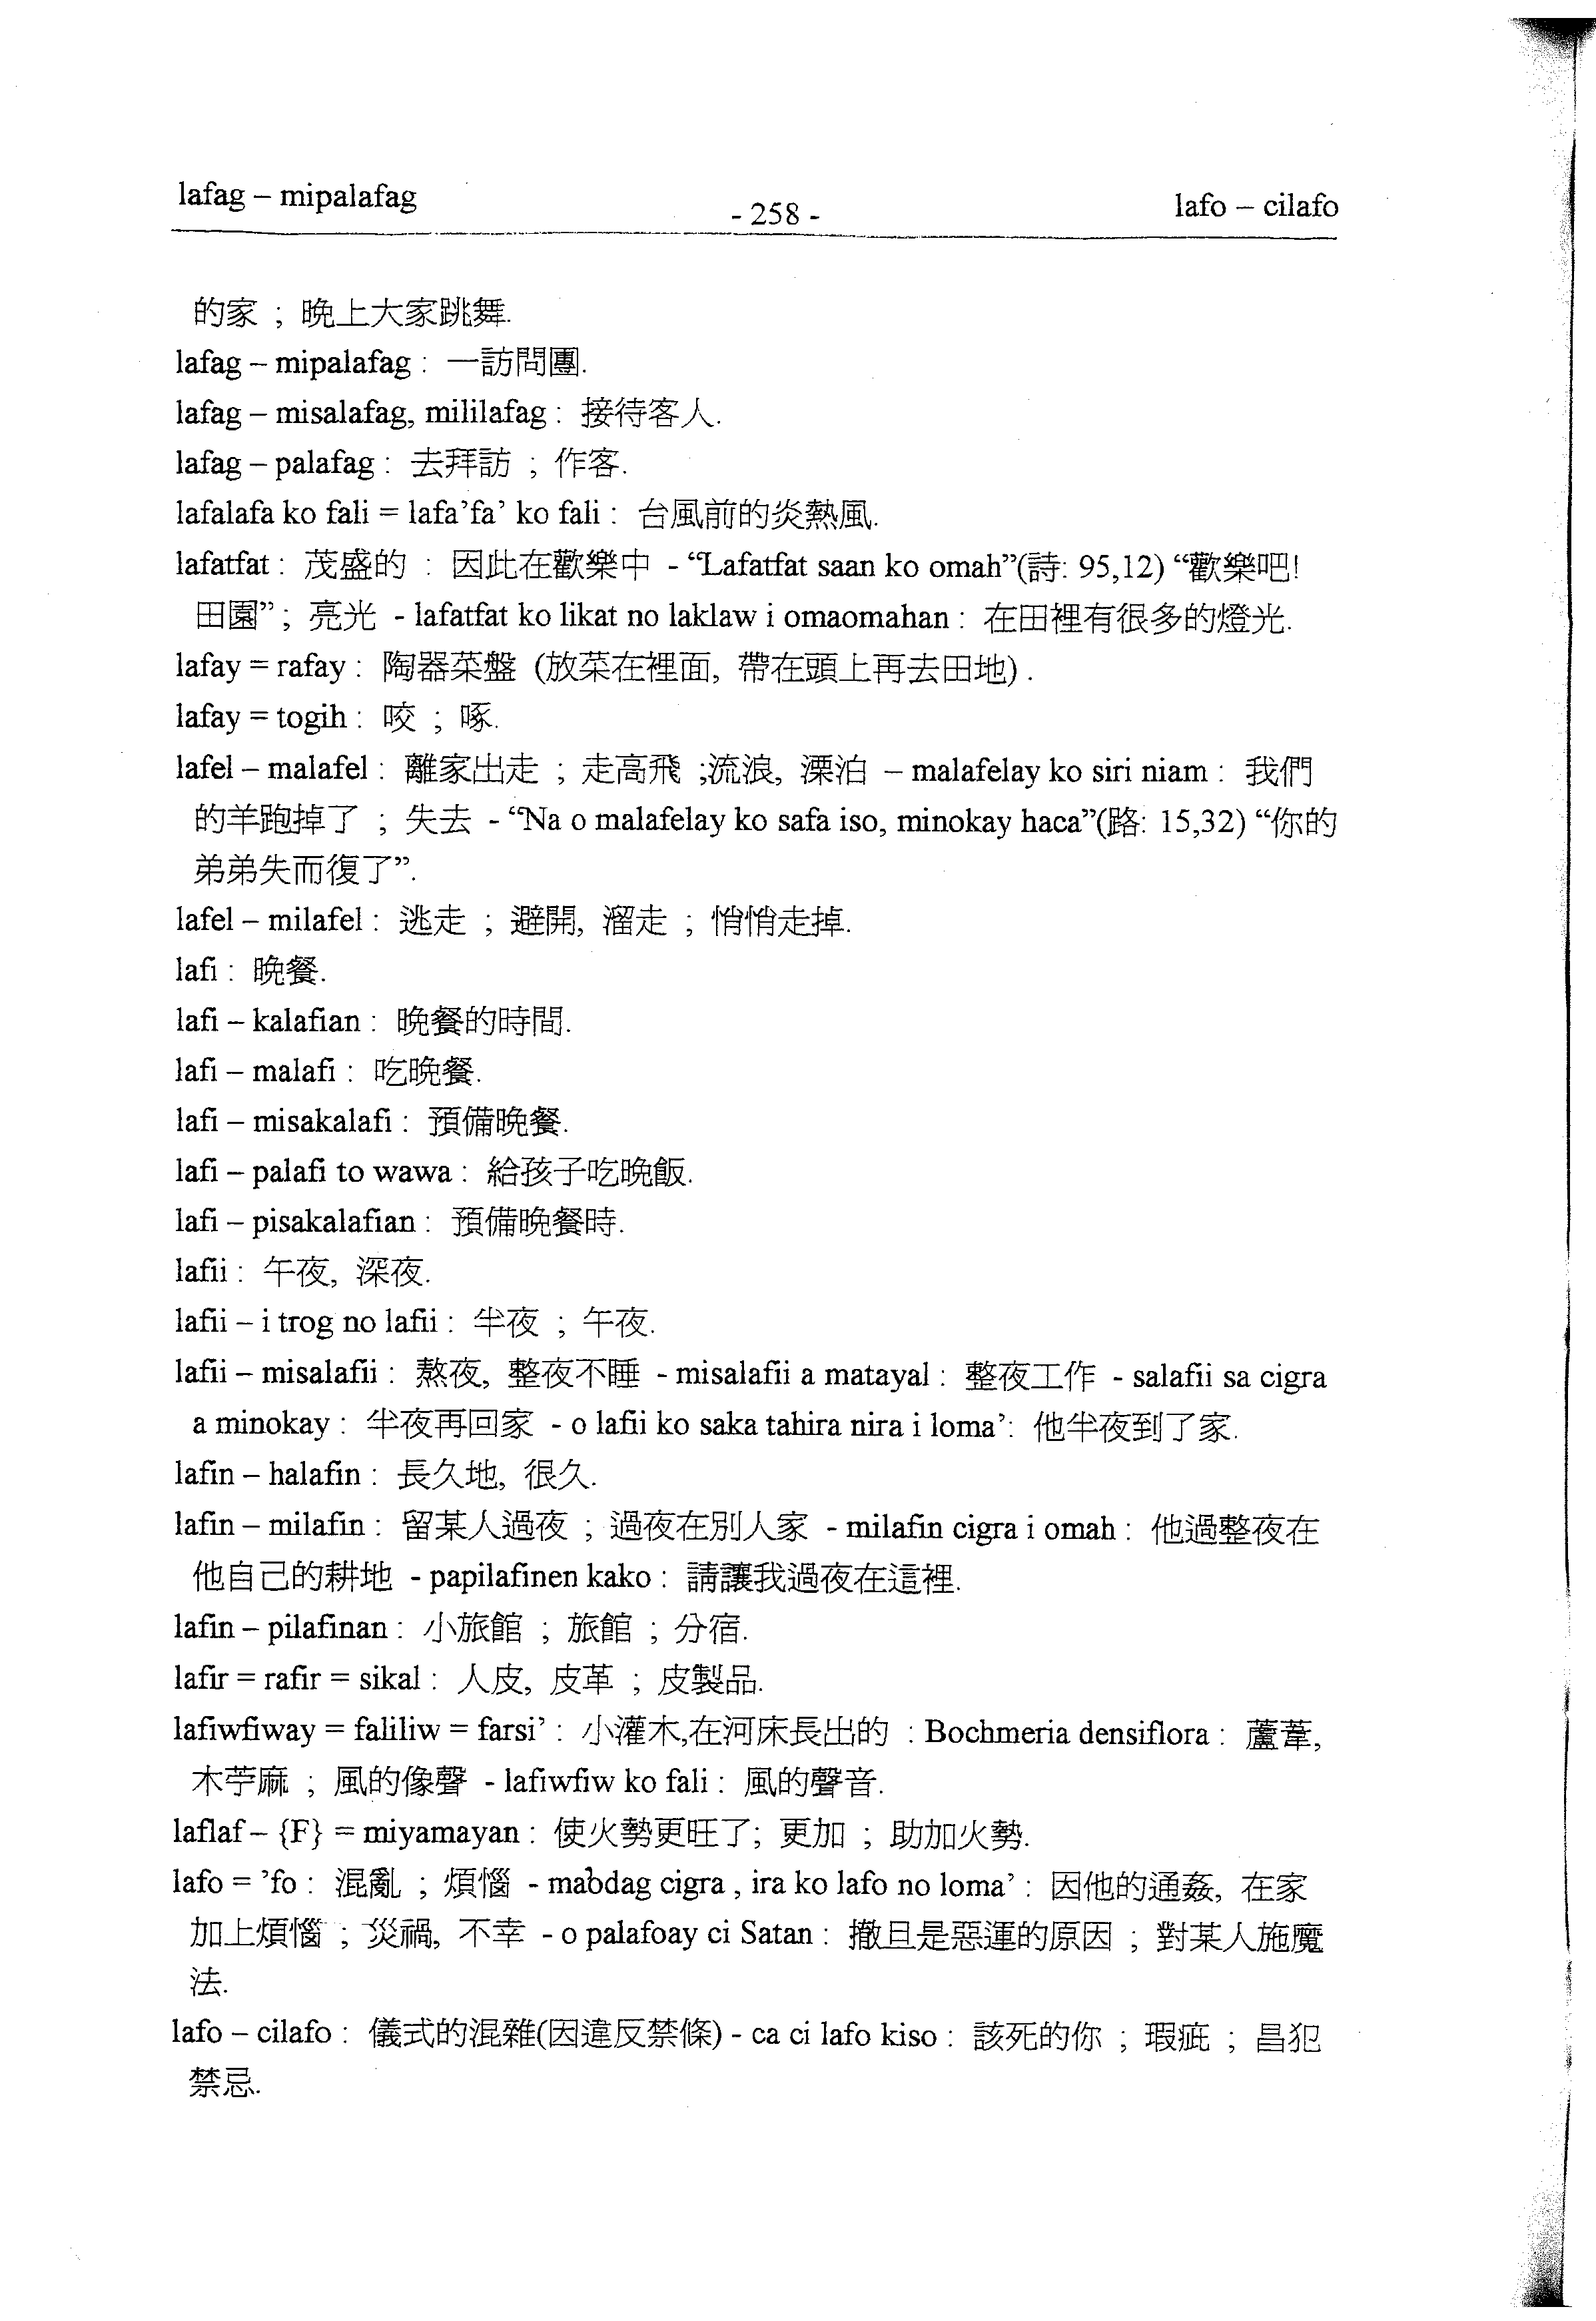 lafag – mipalafag
- 258 -
lafo – cilafo
的家 ; 晚上大家跳舞.
lafag – mipalafag : 一訪問團.
lafag – misalafag, mililafag : 接待客人.
lafag – palafag : 去拜訪 ; 作客.
lafalafa ko fali = lafa’fa’ ko fali : 台風前的炎熱風.
lafatfat : 茂盛的 : 因此在歡樂中 - “Lafatfat saan ko omah”(詩: 95,12) “歡樂吧!
田園” ; 亮光 - lafatfat ko likat no laklaw i omaomahan : 在田裡有很多的燈光.
lafay = rafay : 陶器菜盤 (放菜在裡面, 帶在頭上再去田地) .
lafay = togih : 咬 ; 啄.
lafel – malafel : 離家出走 ; 走高飛 ;流浪, 溧泊 – malafelay ko siri niam : 我們
的羊跑掉了 ; 失去 - “Na o malafelay ko safa iso, minokay haca”(路: 15,32) “你的
弟弟失而復了”.
lafel – milafel : 逃走 ; 避開, 溜走 ; 悄悄走掉.
lafi : 晚餐.
lafi – kalafian : 晚餐的時間.
lafi – malafi : 吃晚餐.
lafi – misakalafi : 預備晚餐.
lafi – palafi to wawa : 給孩子吃晚飯.
lafi – pisakalafian : 預備晚餐時.
lafii : 午夜, 深夜.
lafii – i trog no lafii : 半夜 ; 午夜.
lafii – misalafii : 熬夜, 整夜不睡 - misalafii a matayal : 整夜工作 - salafii sa cigra
a minokay : 半夜再回家 - o lafii ko saka tahira nira i loma’: 他半夜到了家.
lafin – halafin : 長久地, 很久.
lafin – milafin : 留某人過夜 ; 過夜在別人家 - milafin cigra i omah : 他過整夜在
他自己的耕地 - papilafinen kako : 請讓我過夜在這裡.
lafin – pilafinan : 小旅館 ; 旅館 ; 分宿.
lafir = rafir = sikal : 人皮, 皮革 ; 皮製品.
lafiwfiway = faliliw = farsi’ : 小灌木,在河床長出的 : Bochmeria densiflora : 蘆葦,
木苧麻 ; 風的像聲 - lafiwfiw ko fali : 風的聲音.
laflaf – {F} = miyamayan : 使火勢更旺了; 更加 ; 助加火勢.
lafo = ’fo : 混亂 ; 煩惱 - mabdag cigra , ira ko lafo no loma’ : 因他的通姦, 在家
加上煩惱 ; 災禍, 不幸 - o palafoay ci Satan : 撒旦是惡運的原因 ; 對某人施魔
法.
lafo – cilafo : 儀式的混雜(因違反禁條) - ca ci lafo kiso : 該死的你 ; 瑕疵 ; 昌犯
禁忌.